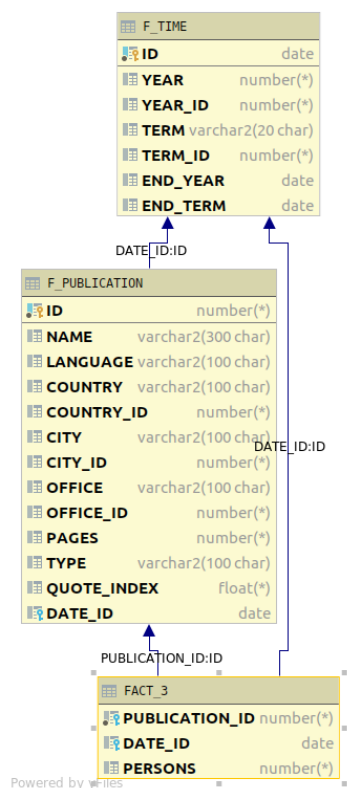 F_TIME
ID date
YEAR number(*)
YEAR_ID number(*)
TERM varchar2(20 char)
TERM_ID number(*)
END_YEAR date
END_TERM date
DATE_ID:ID
F_PUBLICATION
ID number(*)
NAME varchar2(300 char)
LANGUAGE varchar2(100 char)
COUNTRY varchar2(100 char)
COUNTRY_ID number(*)
CITY varchar2(100 char)
DATE_ID:ID
CITY_ID number(*)
OFFICE varchar2(100 char)
OFFICE_ID number(*)
PAGES number(*)
TYPE varchar2(100 char)
QUOTE_INDEX float(*)
DATE_ID date
PUBLICATION_ID:ID
FACT_3
PUBLICATION_ID number(*)
DATE_ID date
PERSONS number(*)
Powered by yFiles